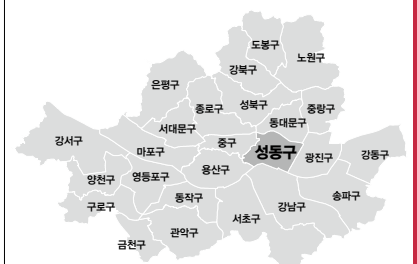 도봉구
노원구
강북구
은평구
성북구
중랑구
종로구
동대문구
서대문구
강서구
중구
성동구
마포구
광진구
강동구
용산구
양천구
영등포구
동작구
송파구
강남구
구로구
서초구
관악구
금천구